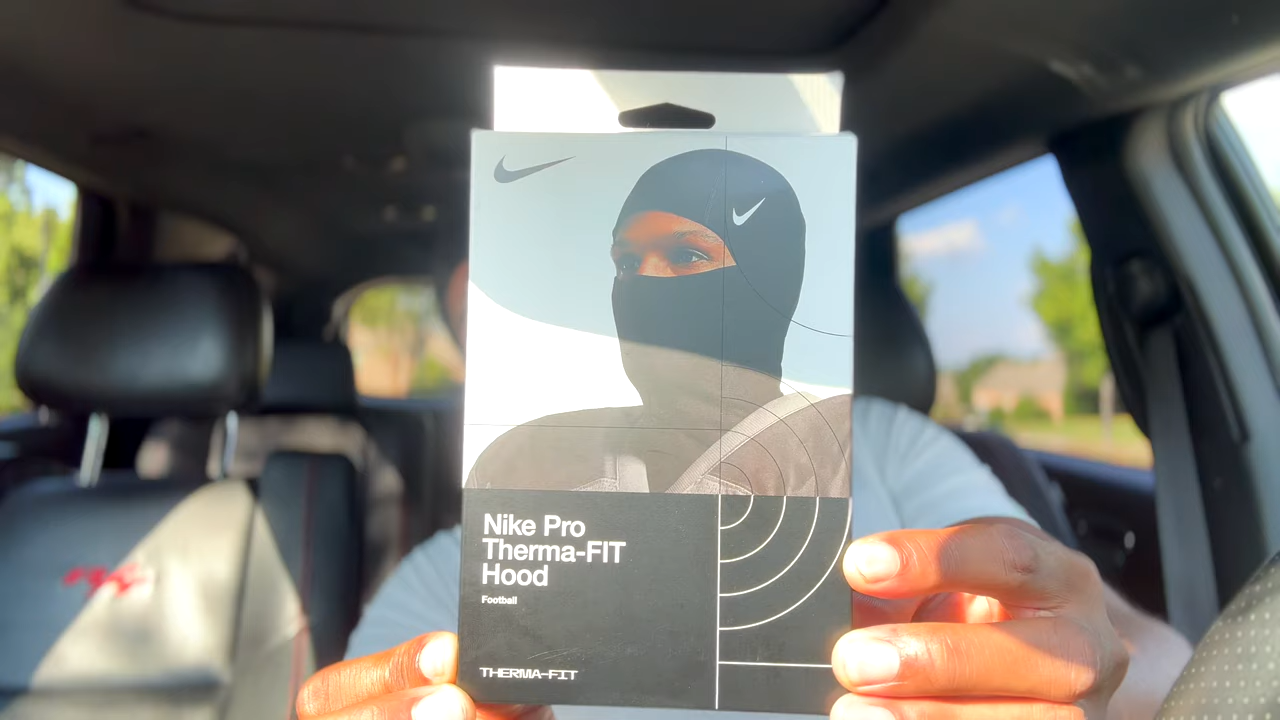 Nike Pro
Therma-FIT
Hood
Football
THERMA-FIT